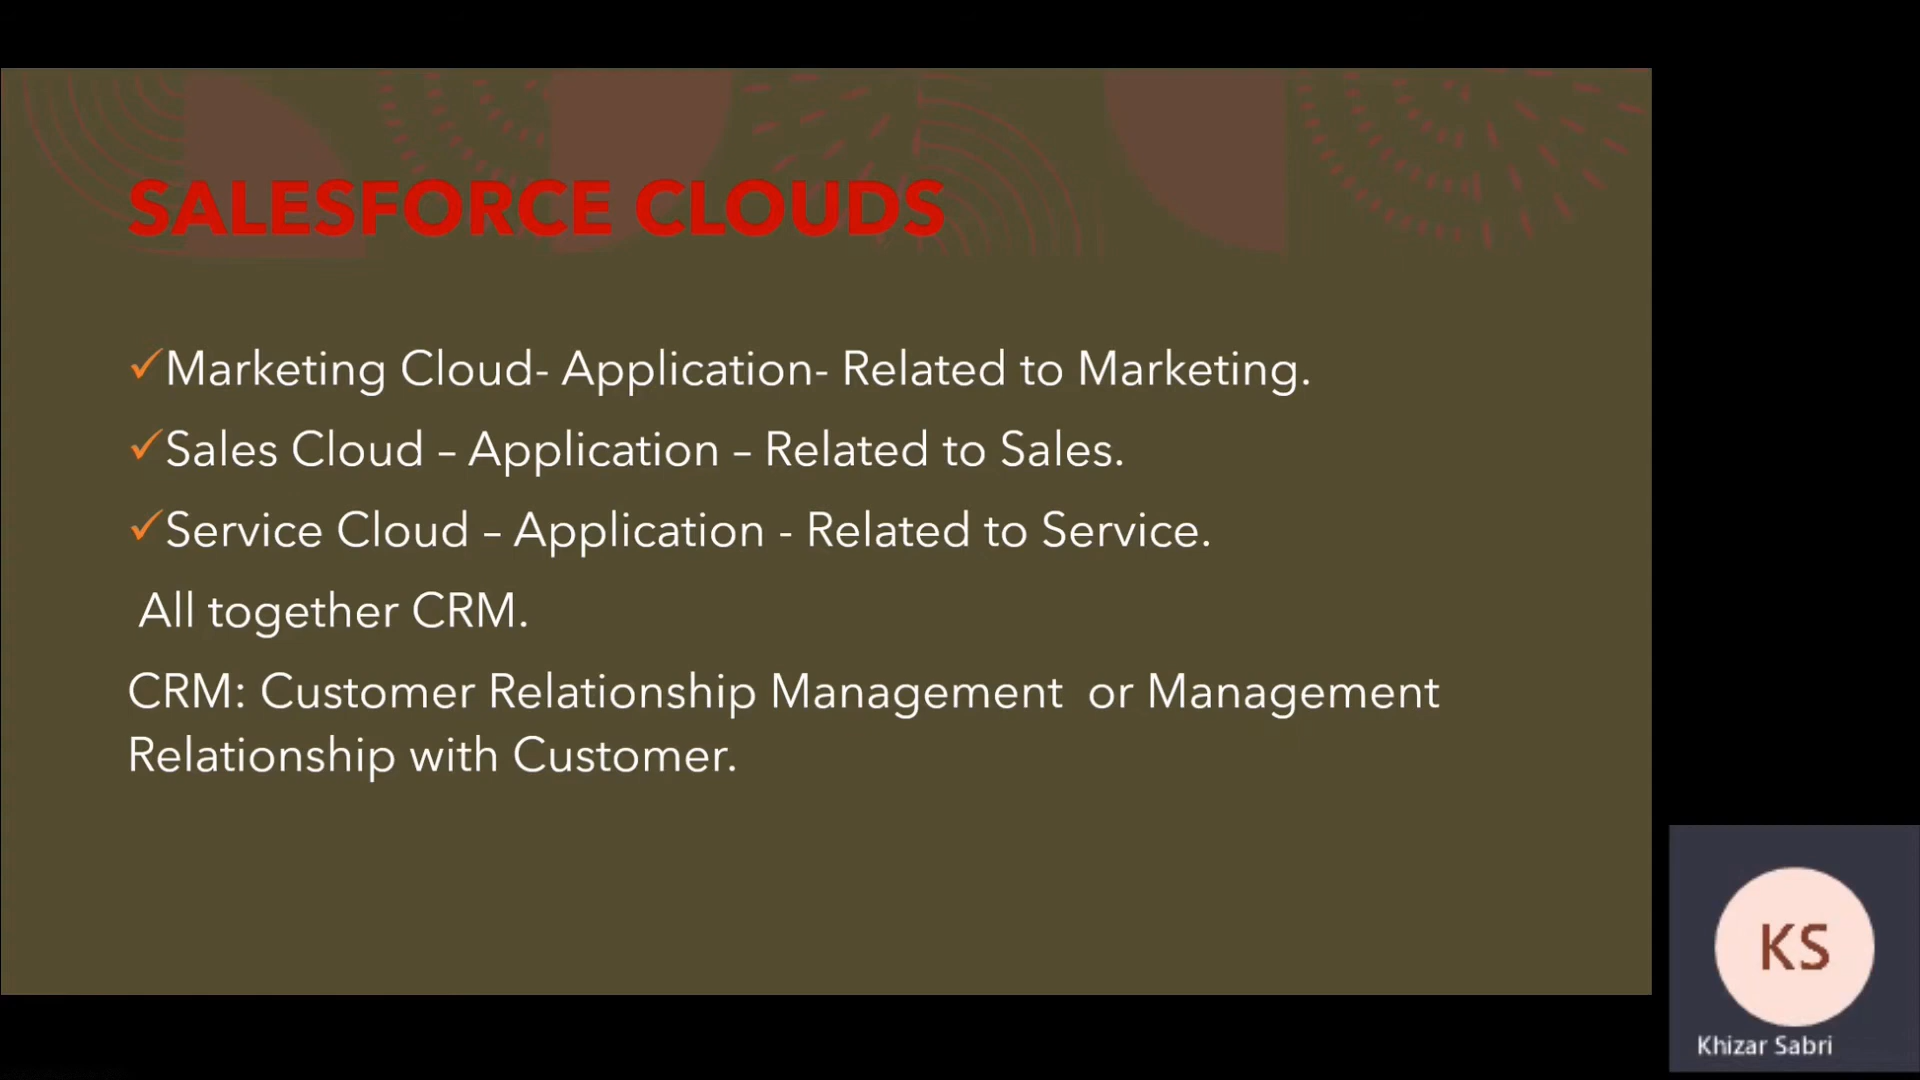 SALESFORCE CLOUDS
✓Marketing Cloud- Application- Related to Marketing.
✓Sales Cloud – Application – Related to Sales.
✓Service Cloud – Application - Related to Service.
All together CRM.
CRM: Customer Relationship Management  or Management
Relationship with Customer.
KS
Khizar Sabri